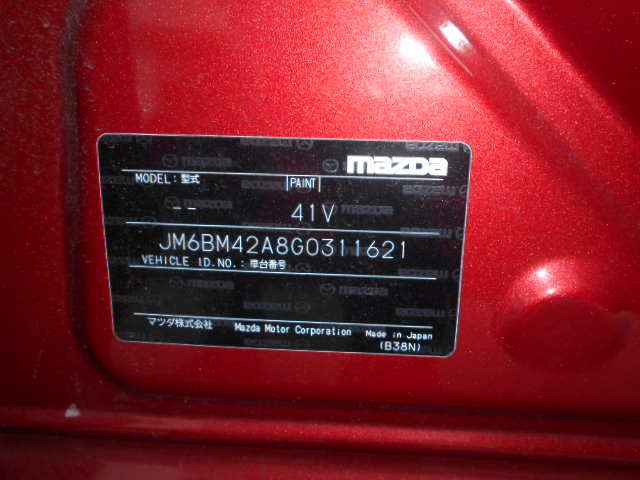 mazda
MODEL:型式 PAINT
-- 41V
JM6BM42A8G0311621
VEHICLE ID.NO.:車台番号
マツダ株式会社 Mazda Motor Corporation Made in Japan
(B38N)